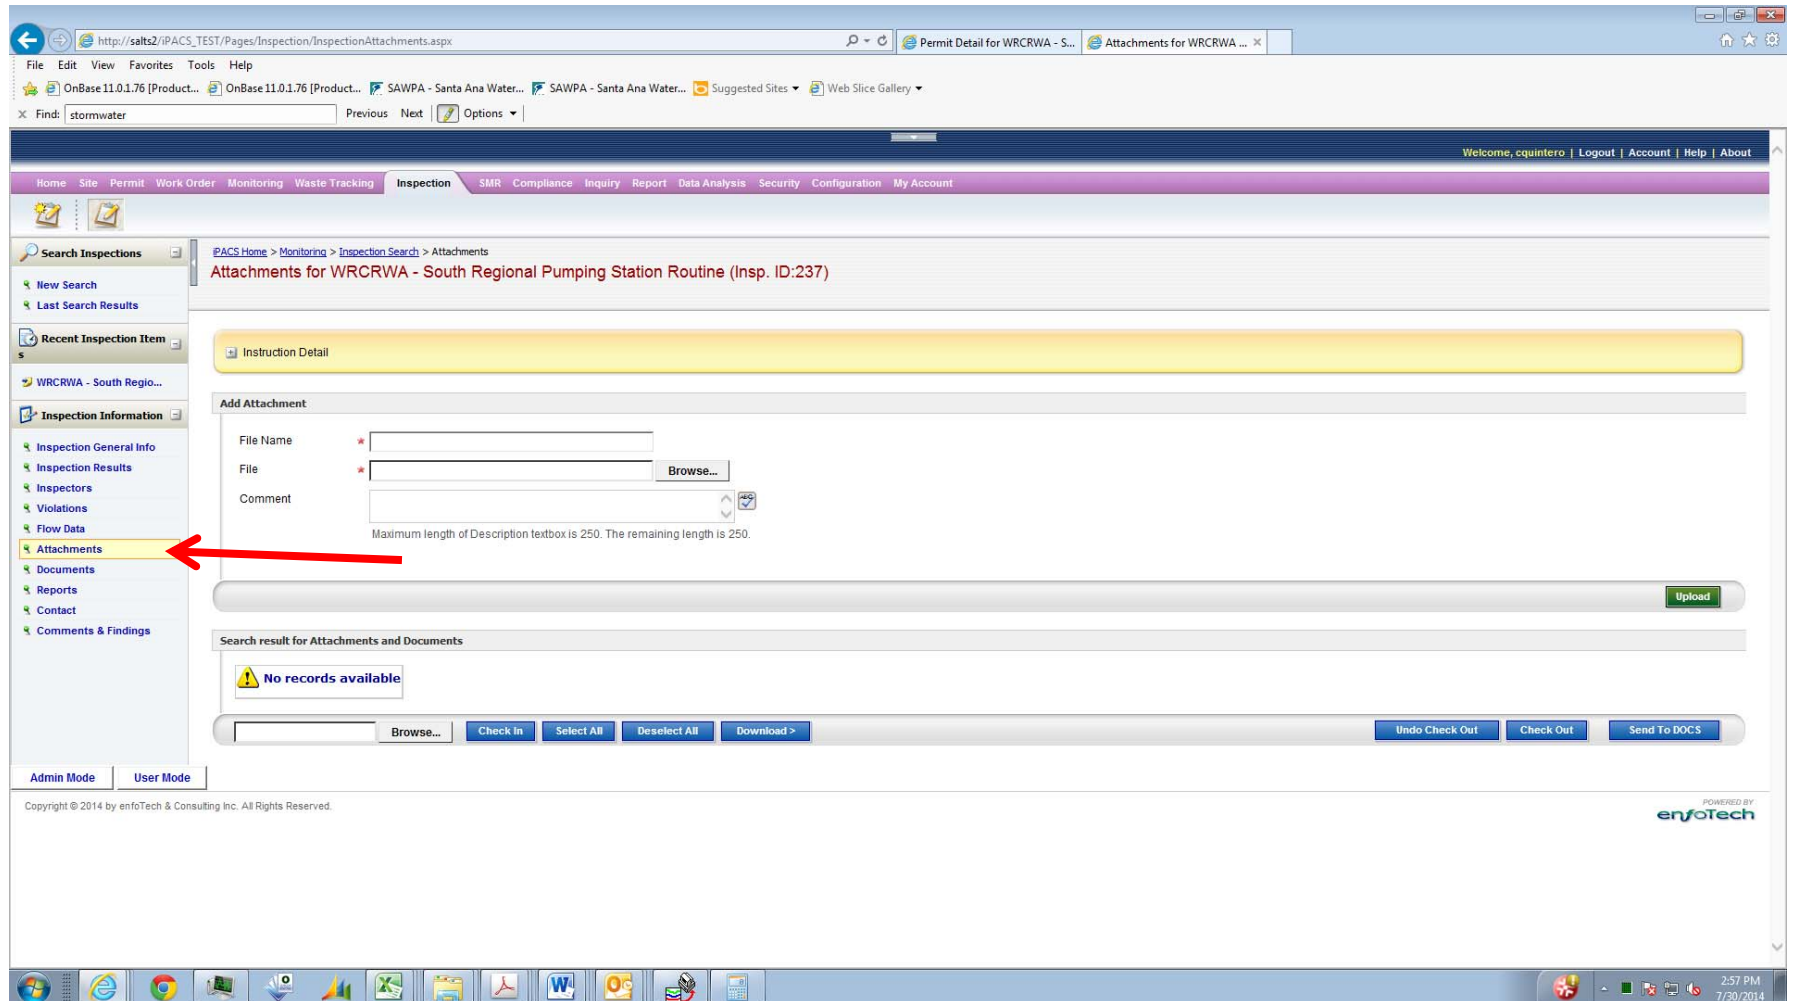 http://salts2/iPACS_TEST/Pages/Inspection/InspectionAttachments.aspx
Permit Detail for WRCRWA - S...
Attachments for WRCRWA ...
File Edit View Favorites Tools Help
OnBase 11.0.1.76 [Product... OnBase 11.0.1.76 [Product... SAWPA - Santa Ana Water... SAWPA - Santa Ana Water... Suggested Sites Web Slice Gallery
x Find: stormwater Previous Next Options
Welcome, cquintero | Logout | Account | Help | About
Home Site Permit Work Order Monitoring Waste Tracking Inspection SMR Compliance Inquiry Report Data Analysis Security Configuration My Account
Search Inspections
New Search
Last Search Results
Recent Inspection Item
s
WRCRWA - South Regio...
Inspection Information
Inspection General Info
Inspection Results
Inspectors
Violations
Flow Data
Attachments
Documents
Reports
Contact
Comments & Findings
iPACS Home > Monitoring > Inspection Search > Attachments
Attachments for WRCRWA - South Regional Pumping Station Routine (Insp. ID:237)
Instruction Detail
Add Attachment
File Name *
File * Browse...
Comment ABC
Maximum length of Description textbox is 250. The remaining length is 250.
Upload
Search result for Attachments and Documents
No records available
Browse... Check In Select All Deselect All Download > Undo Check Out Check Out Send To DOCS
Admin Mode User Mode
Copyright © 2014 by enfoTech & Consulting Inc. All Rights Reserved.
POWERED BY
enfoTech
2:57 PM
7/30/2014